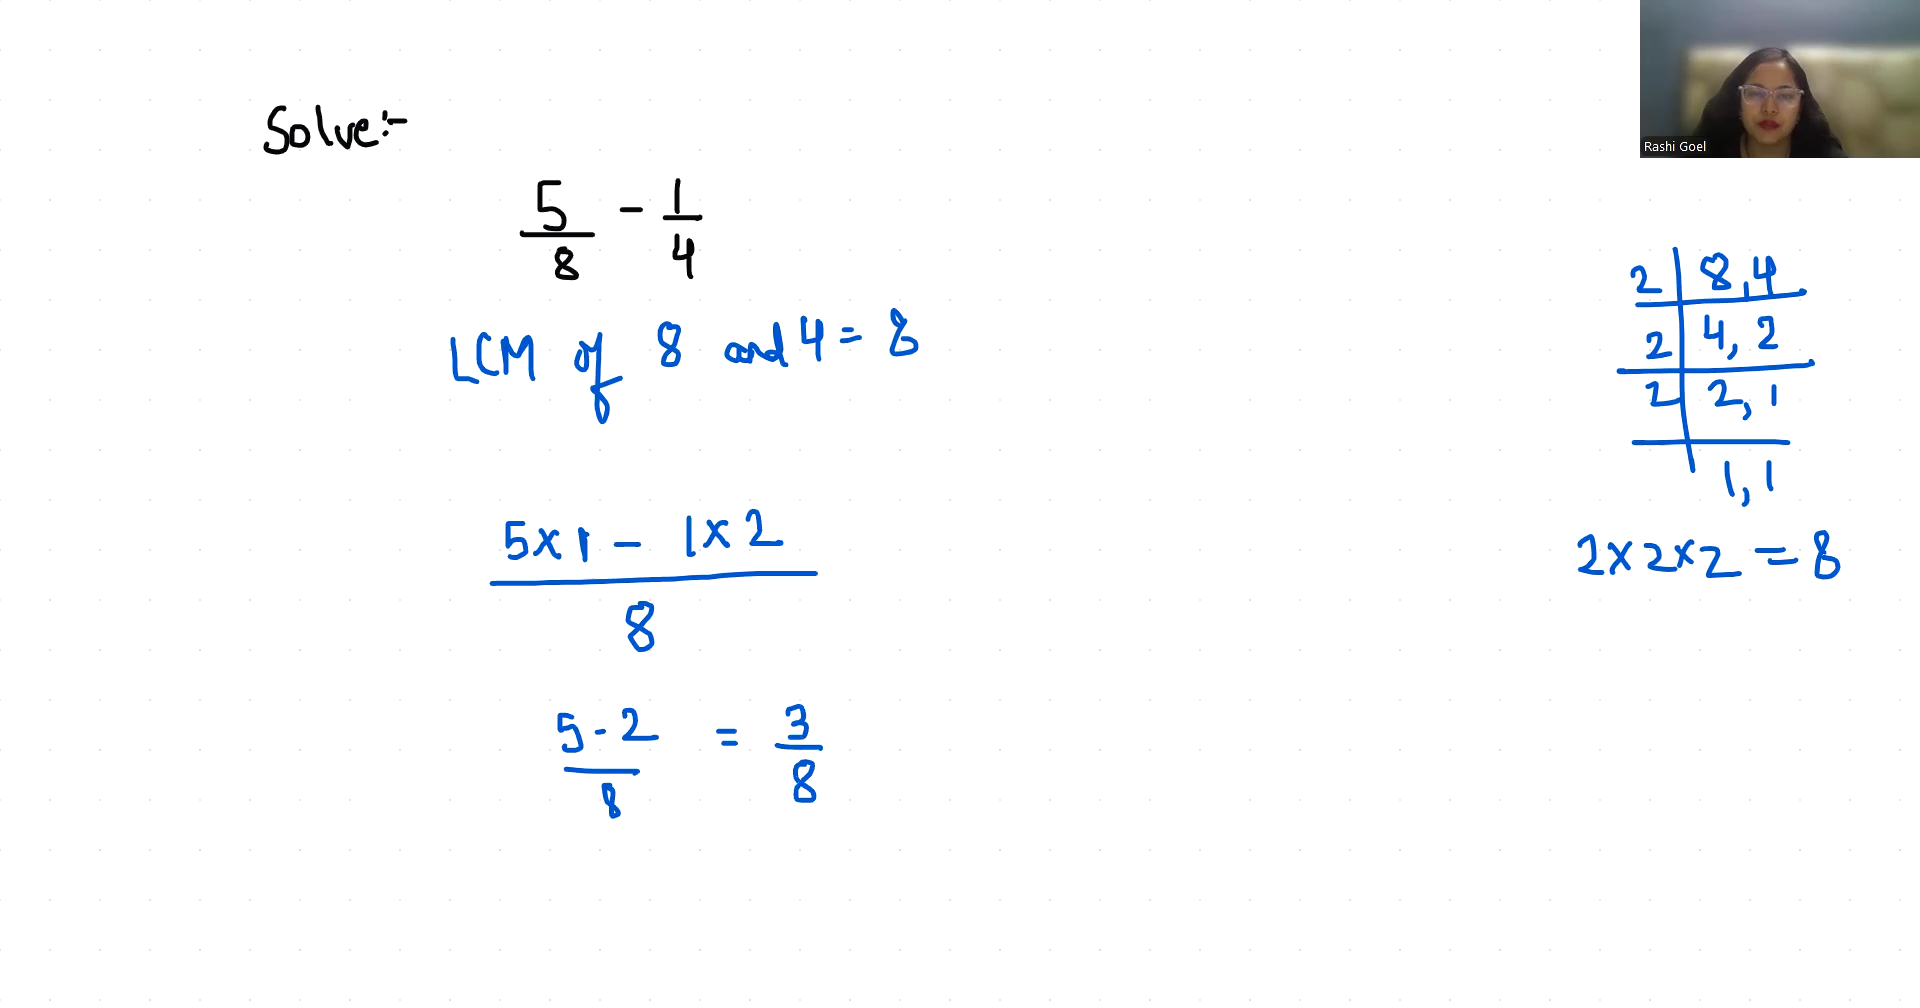 Solve:-
5/8 - 1/4
LCM of 8 and 4 = 8
5x1 - 1x2
8
5-2/8 = 3/8
Rashi Goel
2 | 8, 4
2 | 4, 2
2 | 2, 1
1, 1
2x2x2 = 8